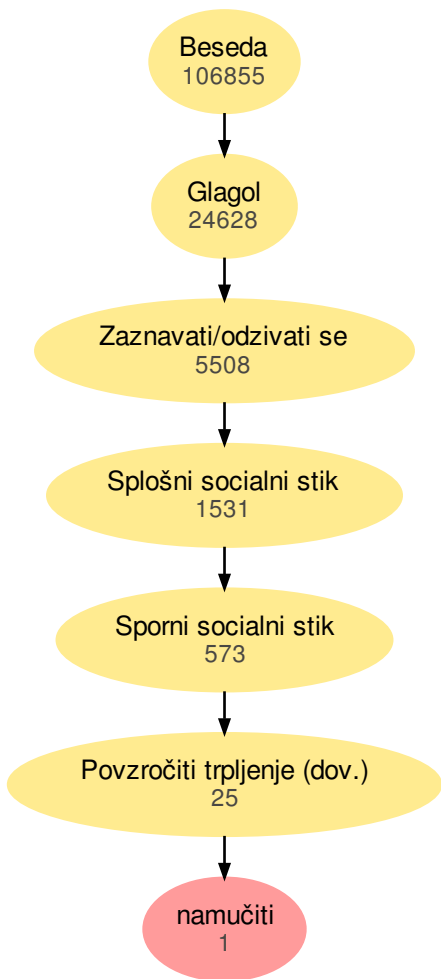 Beseda
106855
Glagol
24628
Zaznavati/odzivati se
5508
Splošni socialni stik
1531
Sporni socialni stik
573
Povzročiti trpljenje (dov.)
25
namučiti
1